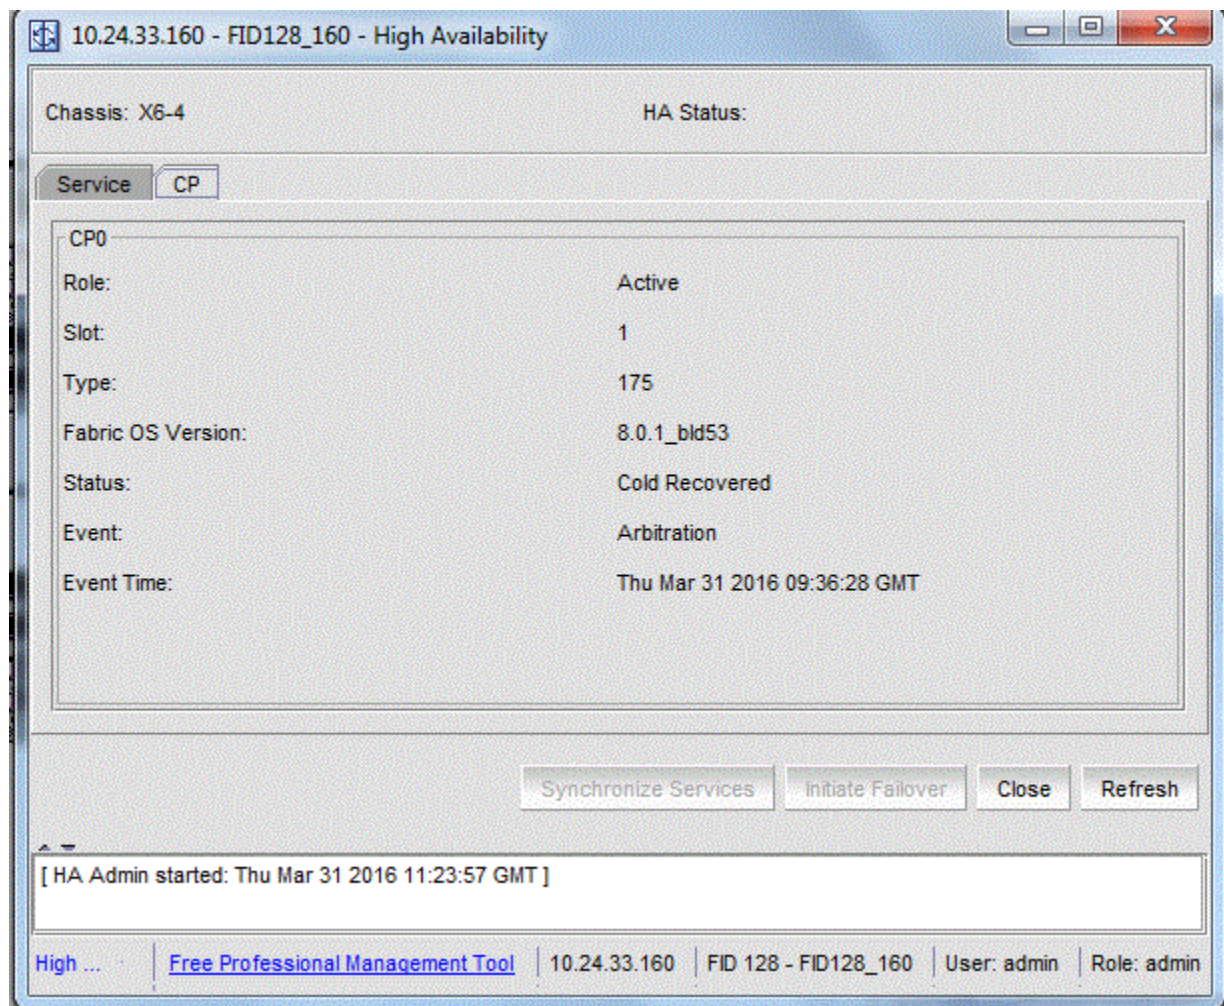 10.24.33.160 - FID128_160 - High Availability
Chassis: X6-4 HA Status:
Service CP
CP0
Role: Active
Slot: 1
Type: 175
Fabric OS Version: 8.0.1_bld53
Status: Cold Recovered
Event: Arbitration
Event Time: Thu Mar 31 2016 09:36:28 GMT
Synchronize Services Initiate Failover Close Refresh
[ HA Admin started: Thu Mar 31 2016 11:23:57 GMT ]
High ... Free Professional Management Tool 10.24.33.160 FID 128 - FID128_160 User: admin Role: admin